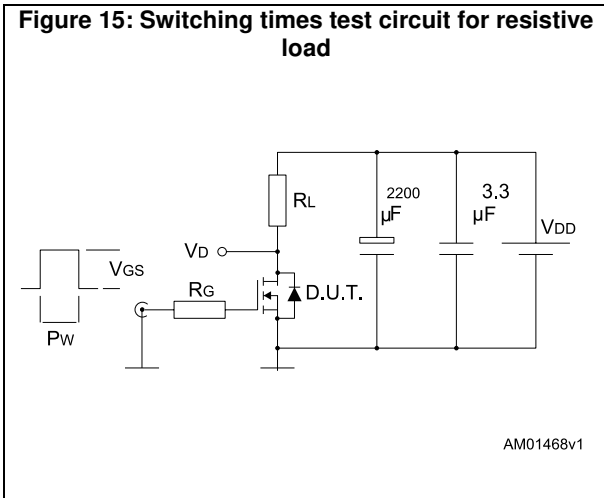 Figure 15: Switching times test circuit for resistive
load
RL
2200
µF
3.3
µF
VDD
VD
VGS
RG
D.U.T.
PW
AM01468v1